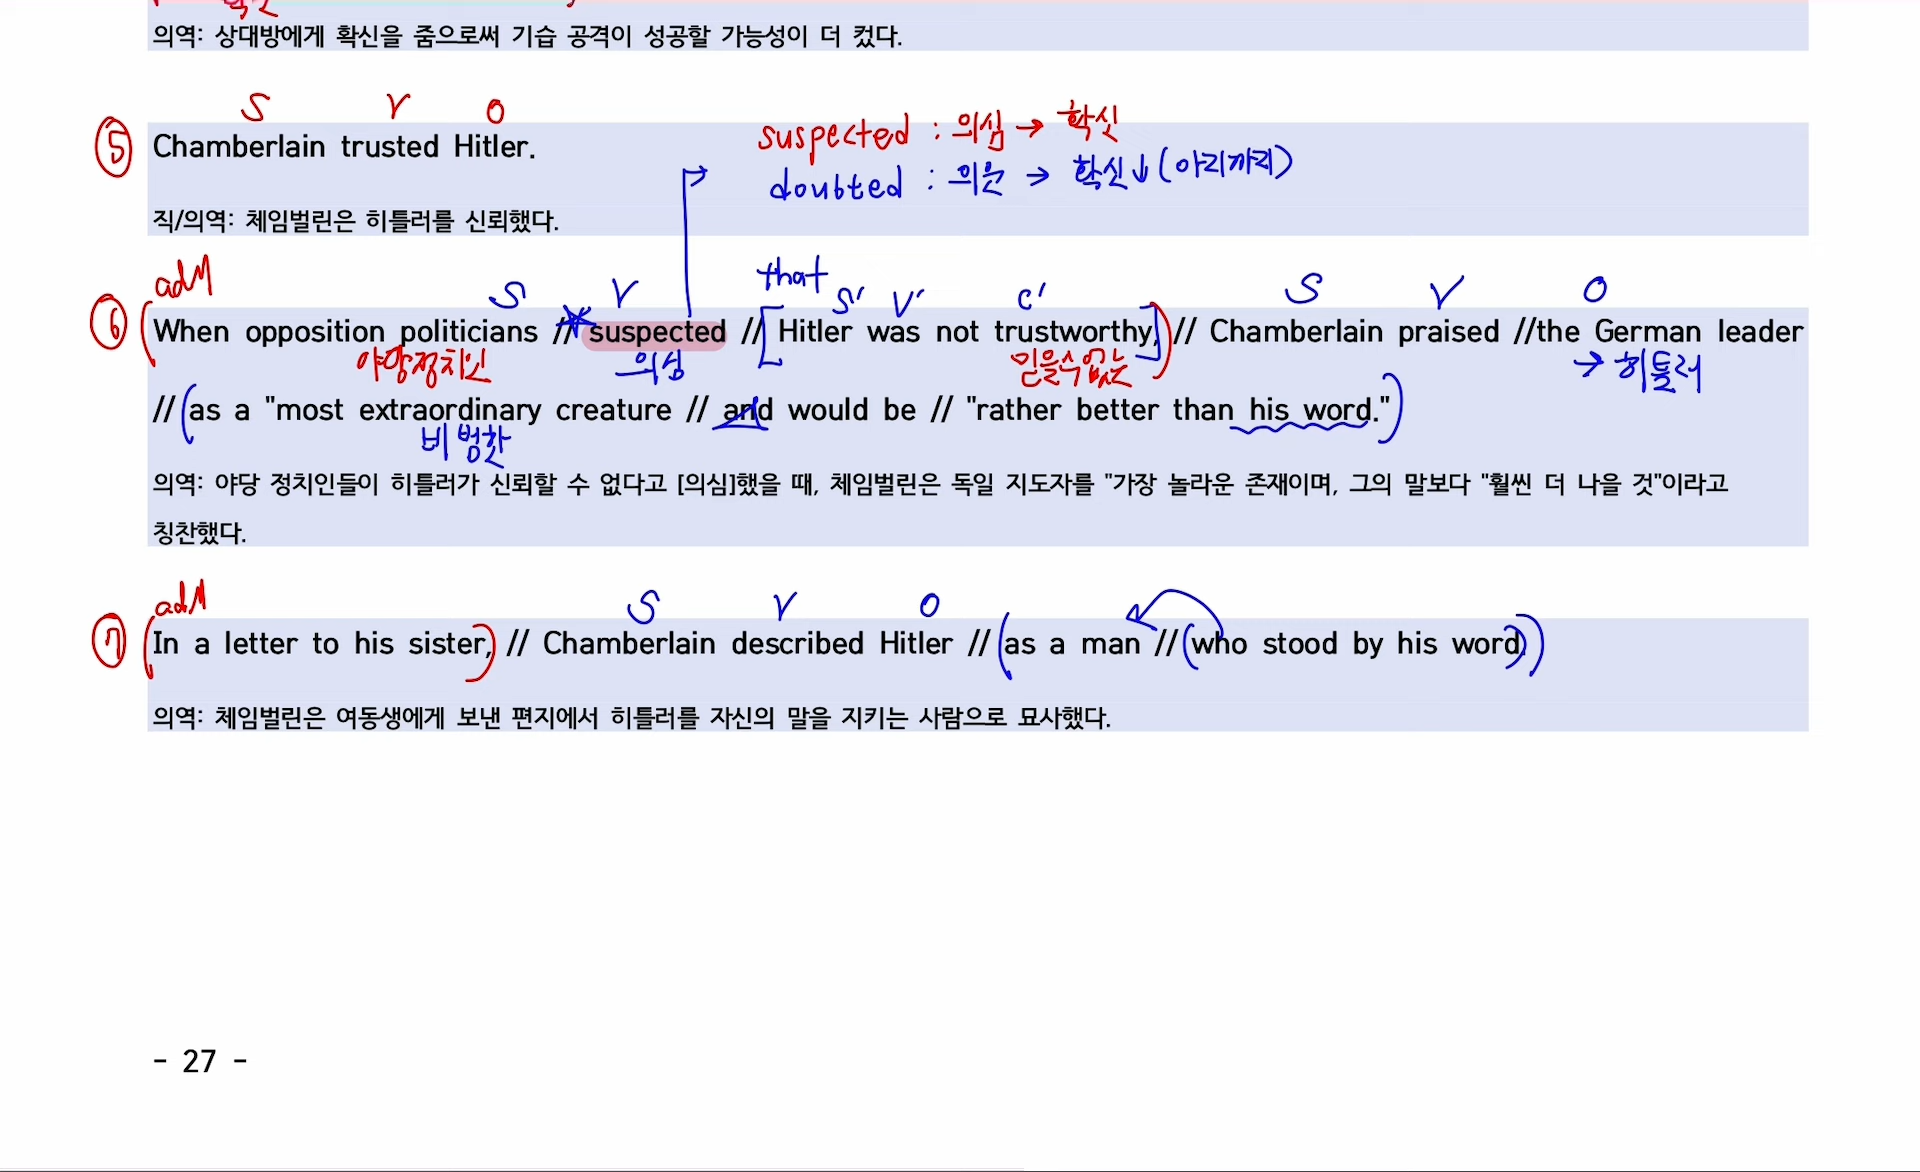 확신
의역: 상대방에게 확신을 줌으로써 기습 공격이 성공할 가능성이 더 컸다.
S V O
suspected : 의심 → 확신
⑤ Chamberlain trusted Hitler.
doubted : 의문 → 확신↓(아리까리)
직/의역: 체임벌린은 히틀러를 신뢰했다.
adM S V that S' V' C' S V O
⑥ (When opposition politicians // suspected // [Hitler was not trustworthy,]) // Chamberlain praised //the German leader
야당정치인 의심 믿을수없는 → 히틀러
// (as a "most extraordinary creature // and would be // "rather better than his word.")
비범한
의역: 야당 정치인들이 히틀러가 신뢰할 수 없다고 [의심]했을 때, 체임벌린은 독일 지도자를 "가장 놀라운 존재이며, 그의 말보다 "훨씬 더 나을 것"이라고
칭찬했다.
adM S V O
⑦ (In a letter to his sister,) // Chamberlain described Hitler // (as a man // (who stood by his word.))
의역: 체임벌린은 여동생에게 보낸 편지에서 히틀러를 자신의 말을 지키는 사람으로 묘사했다.
- 27 -